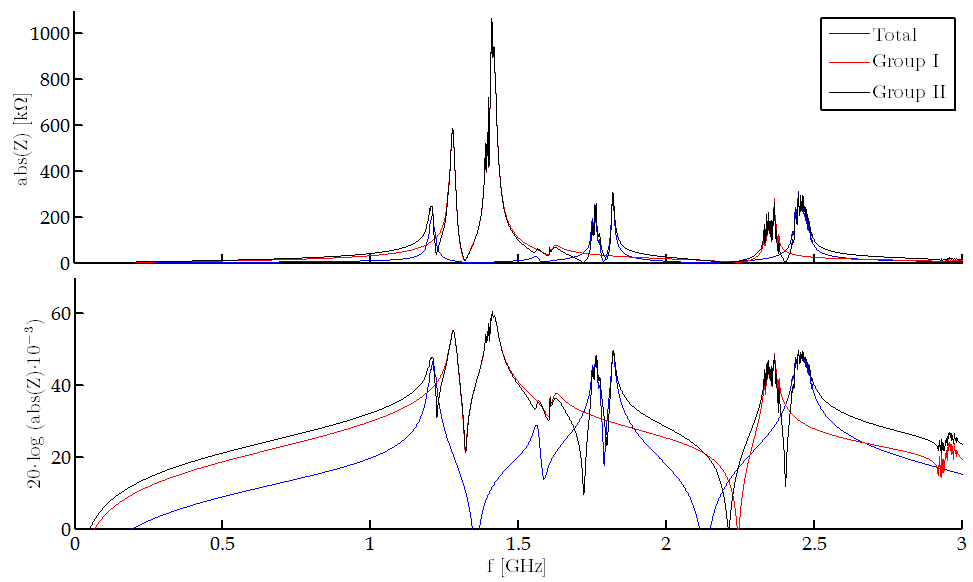 1000
800
600
400
200
0
abs(Z) [kΩ]
Total
Group I
Group II
60
40
20
0
20·log (abs(Z)·10⁻³)
0
0.5
1
1.5
2
2.5
3
f [GHz]